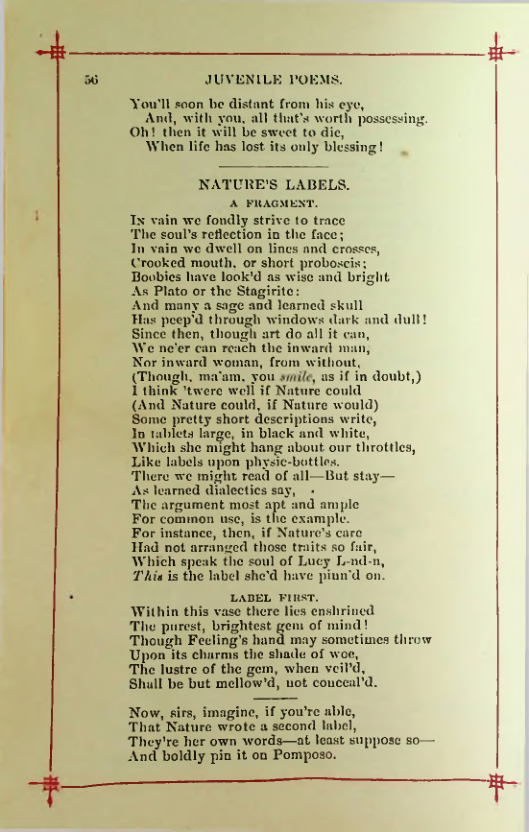 56 JUVENILE POEMS.
You'll soon be distant from his eye,
And, with you, all that's worth possessing.
Oh! then it will be sweet to die,
When life has lost its only blessing!
NATURE'S LABELS.
A FRAGMENT.
IN vain we fondly strive to trace
The soul's reflection in the face;
In vain we dwell on lines and crosses,
Crooked mouth, or short proboscis;
Boobies have look'd as wise and bright
As Plato or the Stagirite:
And many a sage and learned skull
Has peep'd through windows dark and dull!
Since then, though art do all it can,
We ne'er can reach the inward man,
Nor inward woman, from without,
(Though, ma'am, you smile, as if in doubt,)
I think 'twere well if Nature could
(And Nature could, if Nature would)
Some pretty short descriptions write,
In tablets large, in black and white,
Which she might hang about our throttles,
Like labels upon physic-bottles.
There we might read of all—But stay—
As learned dialectics say,
The argument most apt and ample
For common use, is the example.
For instance, then, if Nature's care
Had not arranged those traits so fair,
Which speak the soul of Lucy L-nd-n,
This is the label she'd have pinn'd on.
LABEL FIRST.
Within this vase there lies enshrined
The purest, brightest gem of mind!
Though Feeling's hand may sometimes throw
Upon its charms the shade of woe,
The lustre of the gem, when veil'd,
Shall be but mellow'd, not conceal'd.
Now, sirs, imagine, if you're able,
That Nature wrote a second label,
They're her own words—at least suppose so—
And boldly pin it on Pomposo.